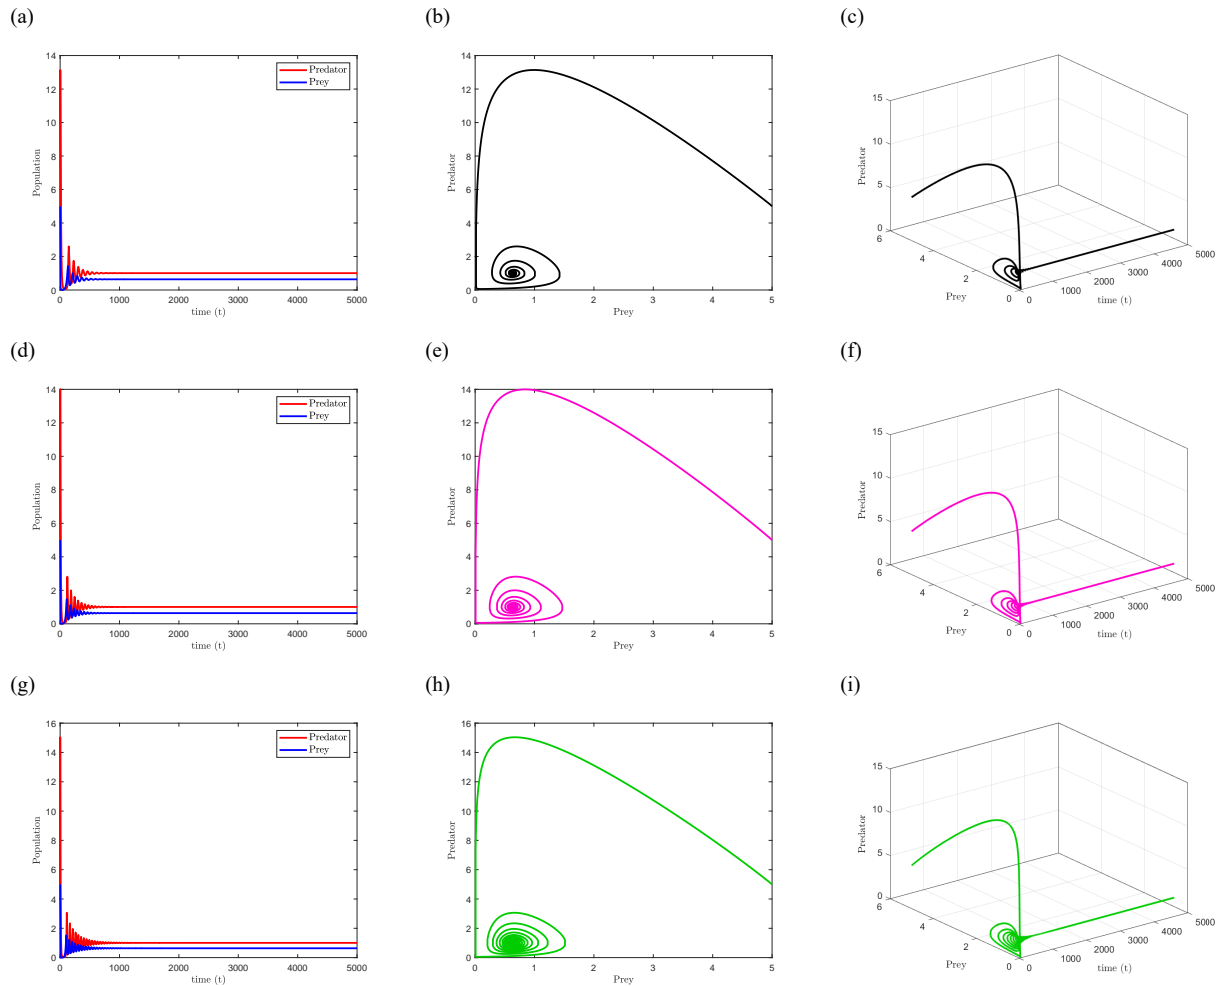 (a)
(b)
(c)
14
12
10
8
6
4
2
0
Population
0 1000 2000 3000 4000 5000
time (t)
Predator
Prey
14
12
10
8
6
4
2
0
Predator
0 1 2 3 4 5
Prey
15
10
5
0
Predator
6 4 2 0
Prey
0 1000 2000 3000 4000 5000
time (t)
(d)
(e)
(f)
14
12
10
8
6
4
2
0
Population
0 1000 2000 3000 4000 5000
time (t)
Predator
Prey
14
12
10
8
6
4
2
0
Predator
0 1 2 3 4 5
Prey
15
10
5
0
Predator
6 4 2 0
Prey
0 1000 2000 3000 4000 5000
time (t)
(g)
(h)
(i)
16
14
12
10
8
6
4
2
0
Population
0 1000 2000 3000 4000 5000
time (t)
Predator
Prey
16
14
12
10
8
6
4
2
0
Predator
0 1 2 3 4 5
Prey
15
10
5
0
Predator
6 4 2 0
Prey
0 1000 2000 3000 4000 5000
time (t)